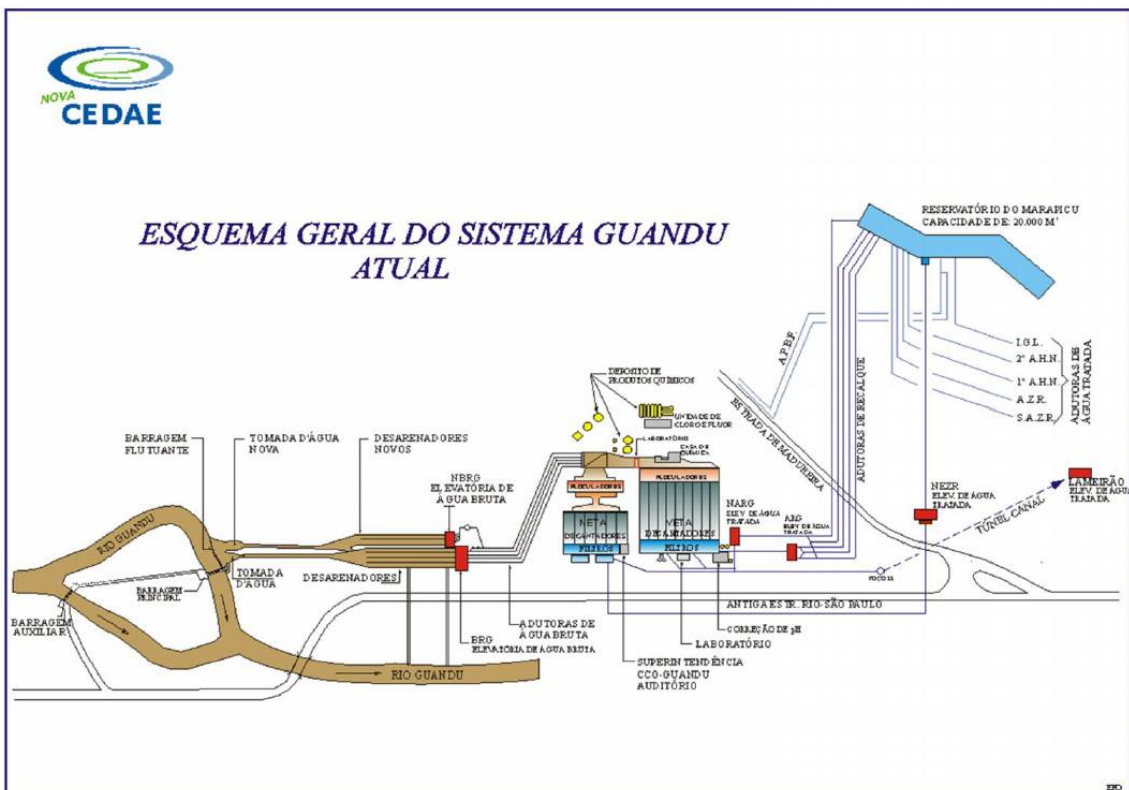 NOVA
CEDAE
ESQUEMA GERAL DO SISTEMA GUANDU
ATUAL
RESERVATÓRIO DO MARAPICU
CAPACIDADE DE: 20.000 M³
A.P.B.F.
I.G.L.
2ª A.H.N.
1ª A.H.N.
A.Z.R.
S.A.Z.R.
ADUTORAS DE
ÁGUA TRATADA
ESTRADA DE MADUREIRA
ADUTORAS DE RECALQUE
DEPOSITO DE
PRODUTOS QUÍMICOS
UNIDADE DE
CLORO E FLUOR
LABORATÓRIO
CASA DE
QUÍMICA
BARRAGEM
FLUTUANTE
TOMADA D'ÁGUA
NOVA
DESARENADORES
NOVOS
NBRG
ELEVATÓRIA DE
ÁGUA BRUTA
FLOCULADORES
FLOCULADORES
NETA
DECANTADORES
FILTROS
VETA
DECANTADORES
FILTROS
NARG
ELEV. DE ÁGUA
TRATADA
ARG
ELEV. DE ÁGUA
TRATADA
NEZR
ELEV. DE ÁGUA
TRATADA
LAMEIRÃO
ELEV. DE ÁGUA
TRATADA
TÚNEL CANAL
RIO GUANDU
TOMADA
D'ÁGUA
DESARENADORES
BARRAGEM
PRINCIPAL
BARRAGEM
AUXILIAR
ADUTORAS DE
ÁGUA BRUTA
BRG
ELEVATÓRIA DE ÁGUA BRUTA
ANTIGA ESTR. RIO-SÃO PAULO
CORREÇÃO DE pH
LABORATÓRIO
SUPERINTENDÊNCIA
CCO-GUANDU
AUDITÓRIO
RIO GUANDU